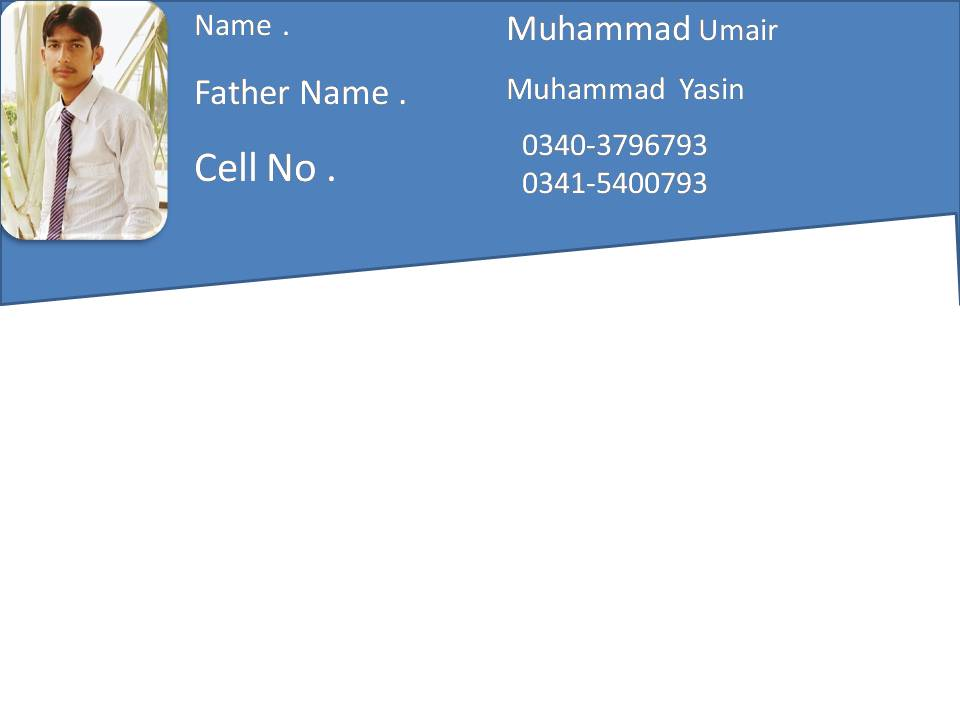 Name . Muhammad Umair
Father Name . Muhammad Yasin
Cell No . 0340-3796793
0341-5400793